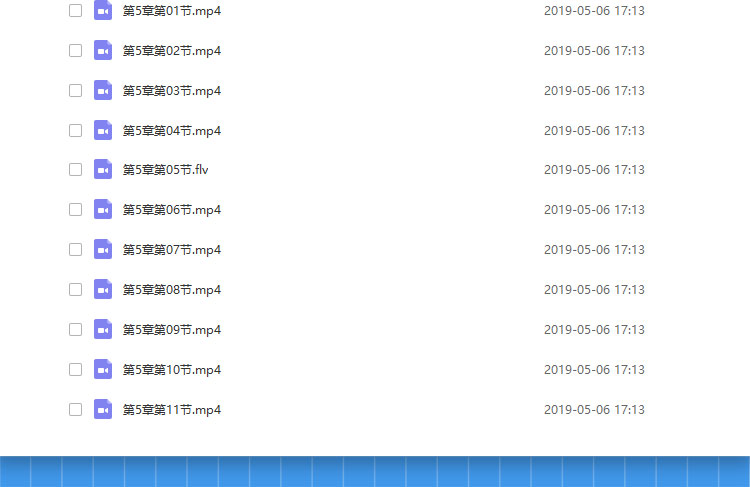 第5章第01节.mp4 2019-05-06 17:13
第5章第02节.mp4 2019-05-06 17:13
第5章第03节.mp4 2019-05-06 17:13
第5章第04节.mp4 2019-05-06 17:13
第5章第05节.flv 2019-05-06 17:13
第5章第06节.mp4 2019-05-06 17:13
第5章第07节.mp4 2019-05-06 17:13
第5章第08节.mp4 2019-05-06 17:13
第5章第09节.mp4 2019-05-06 17:13
第5章第10节.mp4 2019-05-06 17:13
第5章第11节.mp4 2019-05-06 17:13